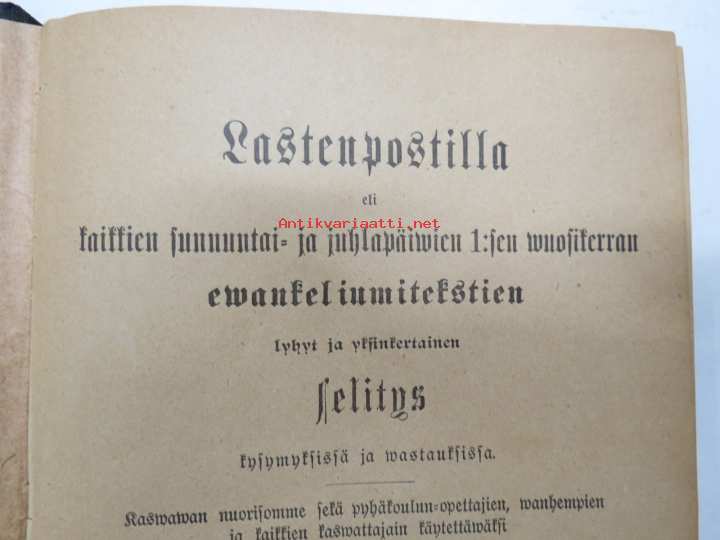 Lastenpostilla
eli
Antikvariaatti.net
kaikkien sunnuntai- ja juhlapäiwien 1:sen wuosikerran
ewankeliumitekstien
lyhyt ja yksinkertainen
selitys
kysymyksissä ja wastauksissa.
Kaswawan nuorisomme sekä pyhäkoulun-opettajien, wanhempien
ja kaikkien kaswattajain käytettäwäksi